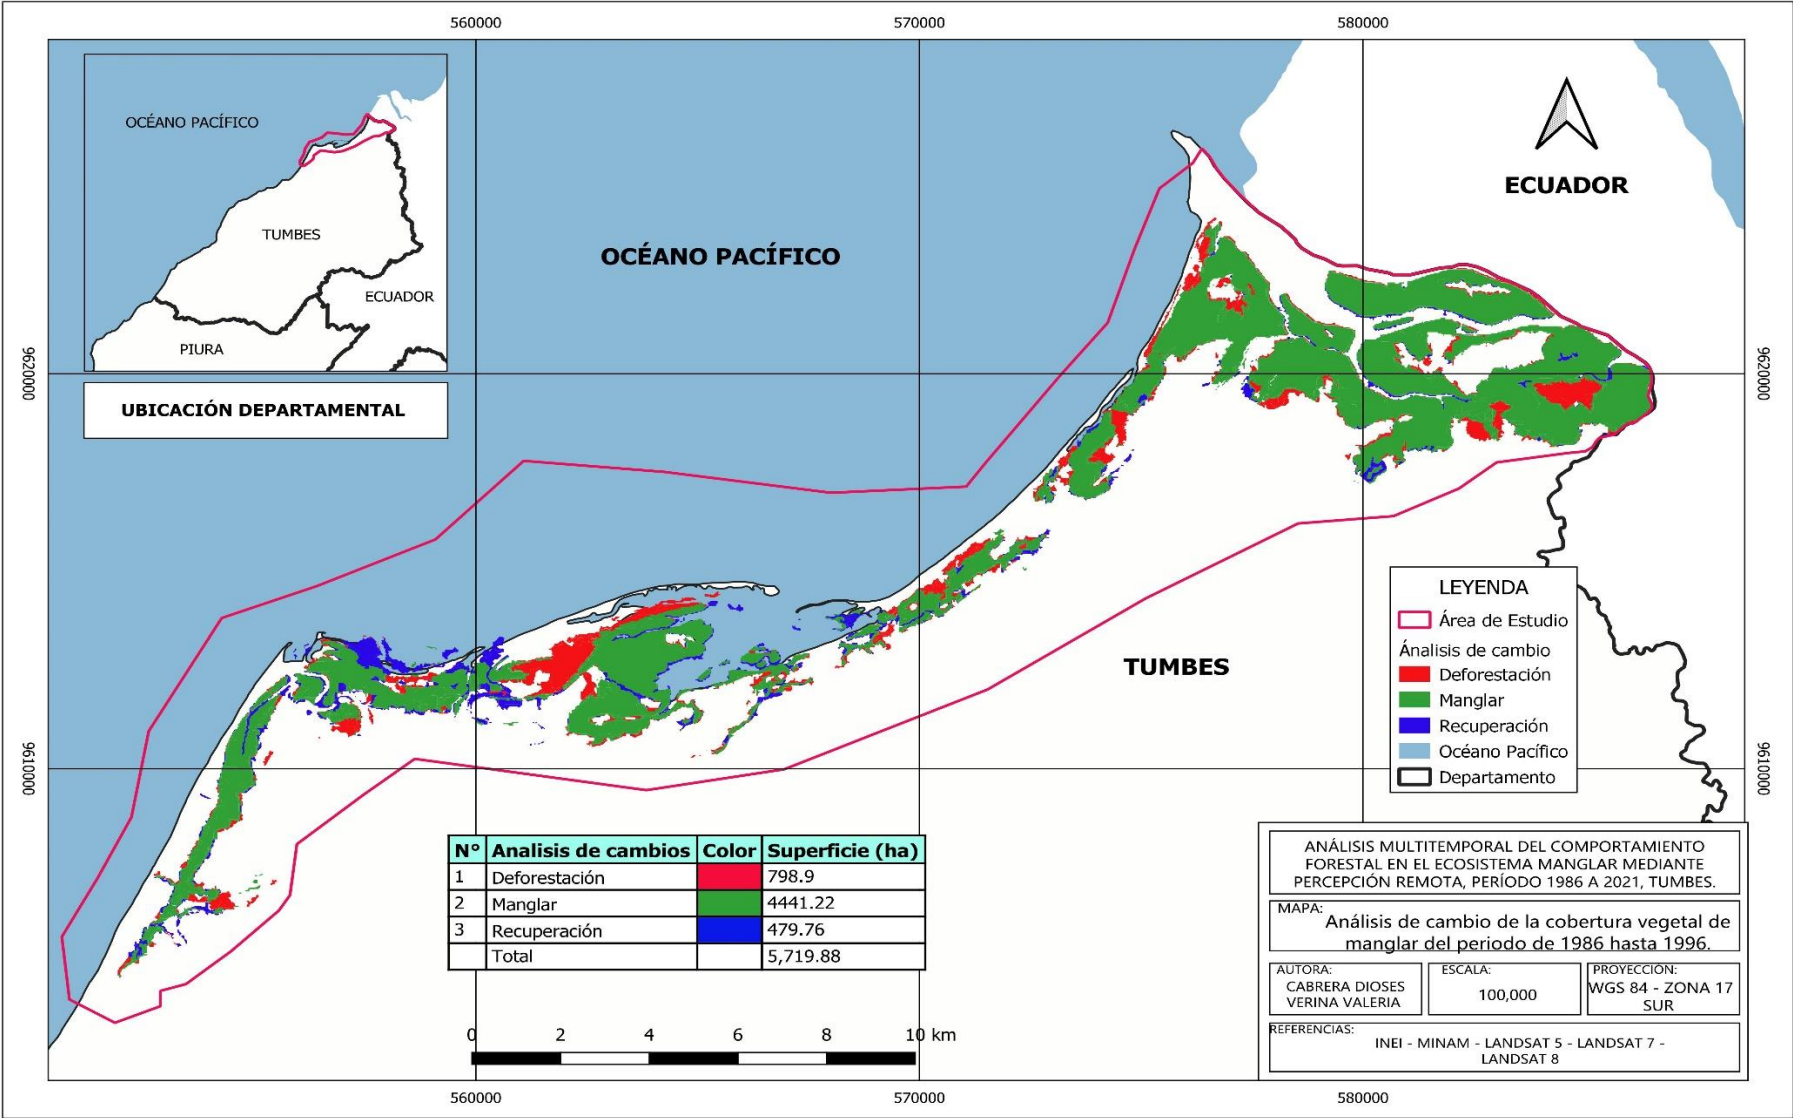 560000
570000
580000
OCÉANO PACÍFICO
TUMBES
ECUADOR
PIURA
UBICACIÓN DEPARTAMENTAL
OCÉANO PACÍFICO
ECUADOR
TUMBES
9620000
9620000
9610000
9610000
LEYENDA
Área de Estudio
Ánalisis de cambio
Deforestación
Manglar
Recuperación
Océano Pacífico
Departamento
N° Analisis de cambios Color Superficie (ha)
1 Deforestación 798.9
2 Manglar 4441.22
3 Recuperación 479.76
Total 5,719.88
0 2 4 6 8 10 km
ANÁLISIS MULTITEMPORAL DEL COMPORTAMIENTO
FORESTAL EN EL ECOSISTEMA MANGLAR MEDIANTE
PERCEPCIÓN REMOTA, PERÍODO 1986 A 2021, TUMBES.
MAPA:
Análisis de cambio de la cobertura vegetal de
manglar del periodo de 1986 hasta 1996.
AUTORA:
CABRERA DIOSES
VERINA VALERIA
ESCALA:
100,000
PROYECCIÓN:
WGS 84 - ZONA 17
SUR
REFERENCIAS:
INEI - MINAM - LANDSAT 5 - LANDSAT 7 -
LANDSAT 8
560000
570000
580000